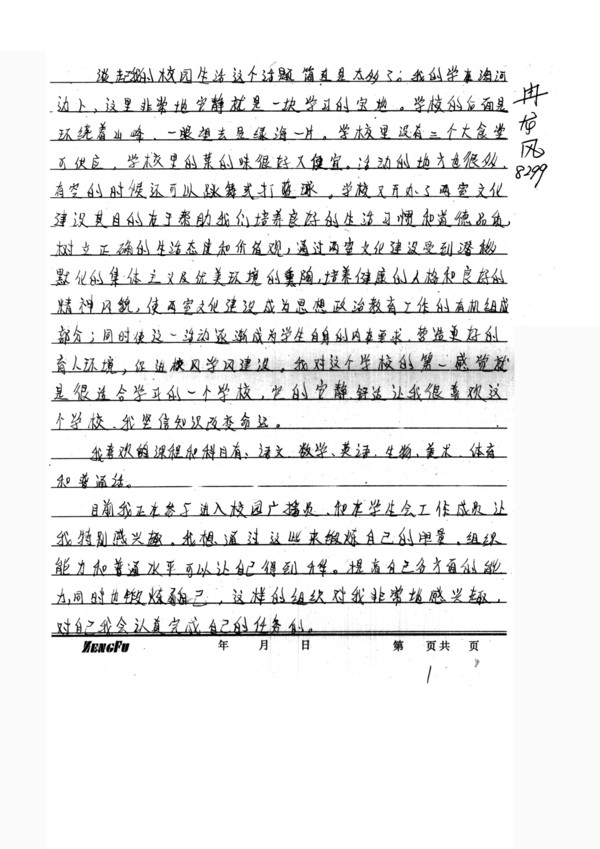 谈起我的校园生活这个话题简直是太多了。我的学在海河
边上，这里非常地宁静就是一块学习的宝地。学校的后面是
环绕着山峰、一眼望去是绿海一片。学校里设有三个大食堂
可供应，学校里的菜的味很好又便宜。活动的地方也很多，
有空的时候还可以跳舞或打蓝球。学校又开办了两室文化
建设其目的在于帮助我们培养良好的生活习惯和道德品质，
树立正确的生活态度和价值观，通过两室文化建设受到潜移
默化的集体主义及优美环境的熏陶，培养健康的人格和良好的
精神风貌，使两室文化建设成为思想政治教育工作的有机组成
部分；同时使这一活动逐渐成为学生自身的内在要求，营造更好的
育人环境，促进校风学风建设。我对这个学校的第一感觉就
是很适合学习的一个学校，它的宁静、舒适让我很喜欢这
个学校、我坚信知识改变命运。
我喜欢的课程和科目有、语文、数学、英语、生物、美术、体育
和普通话。
目前我正在参与进入校园广播员、和在学生会工作成员让
我特别感兴趣。我想通过这些来锻炼自己的胆量、组织
能力和普通水平可以让自己得到升华。提高自己各方面的能
力，同时也锻炼自己，这样的组织对我非常地感兴趣，
对自己我会认真完成自己的任务的。
冉龙凤
8299
ZENGFU 年 月 日 第 页共 页
1